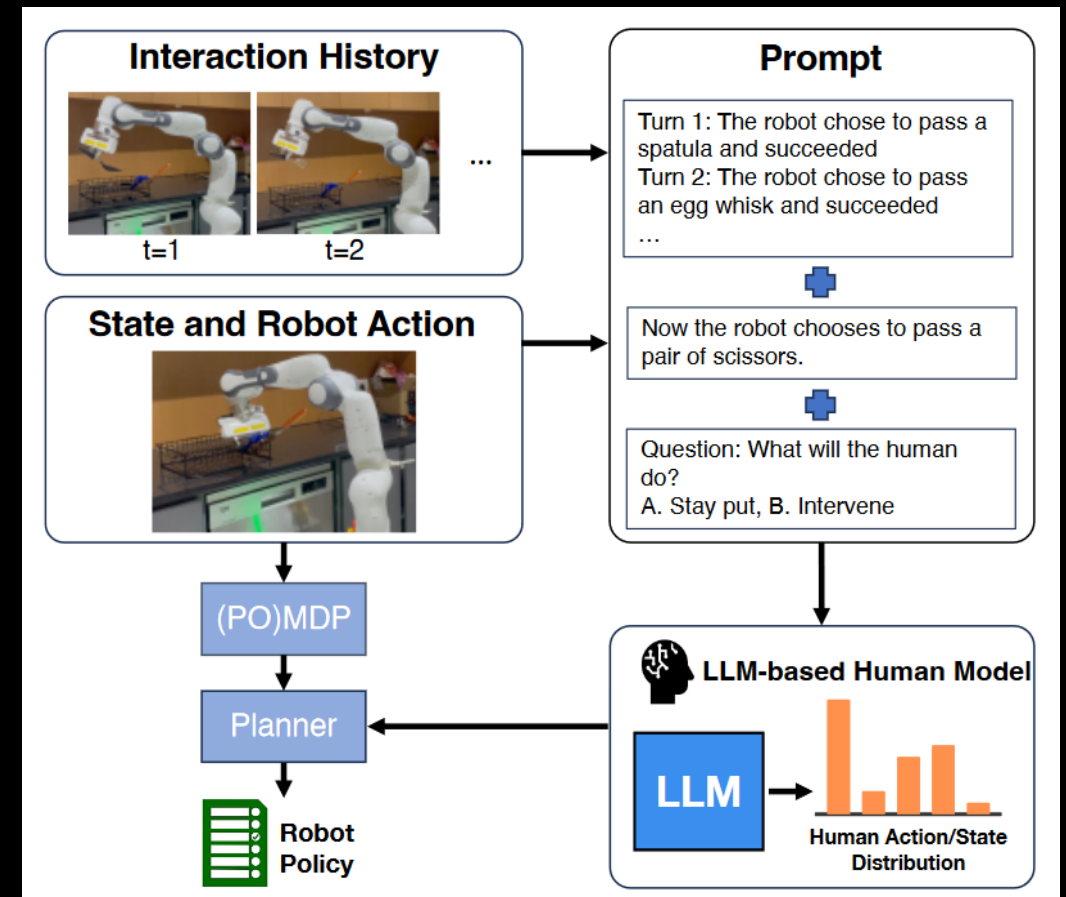 Interaction History
...
t=1
t=2
State and Robot Action
Prompt
Turn 1: The robot chose to pass a
spatula and succeeded
Turn 2: The robot chose to pass
an egg whisk and succeeded
...
Now the robot chooses to pass a
pair of scissors.
Question: What will the human
do?
A. Stay put, B. Intervene
(PO)MDP
Planner
Robot
Policy
LLM-based Human Model
LLM
Human Action/State
Distribution